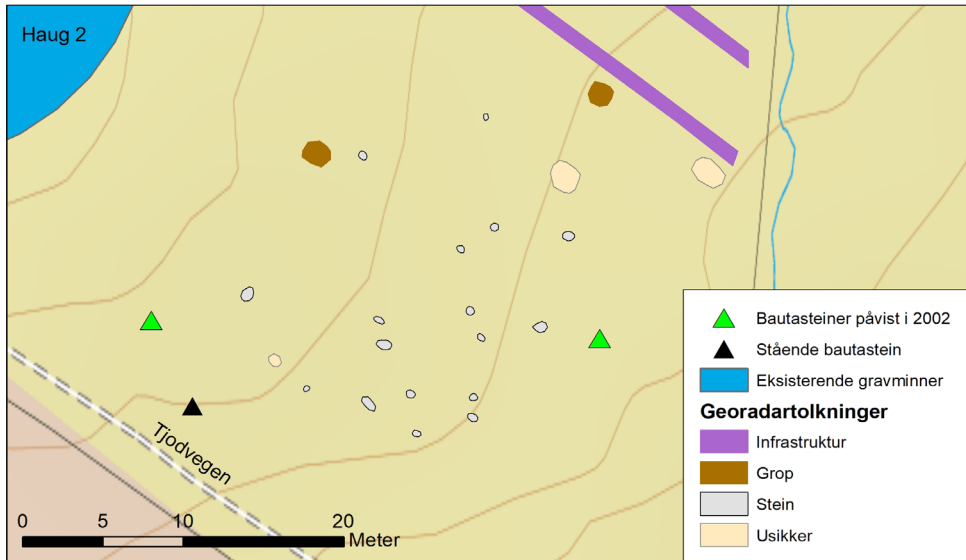 Haug 2
Tjodvegen
0 5 10 20
Meter
Bautasteiner påvist i 2002
Stående bautastein
Eksisterende gravminner
Georadartolkninger
Infrastruktur
Grop
Stein
Usikker